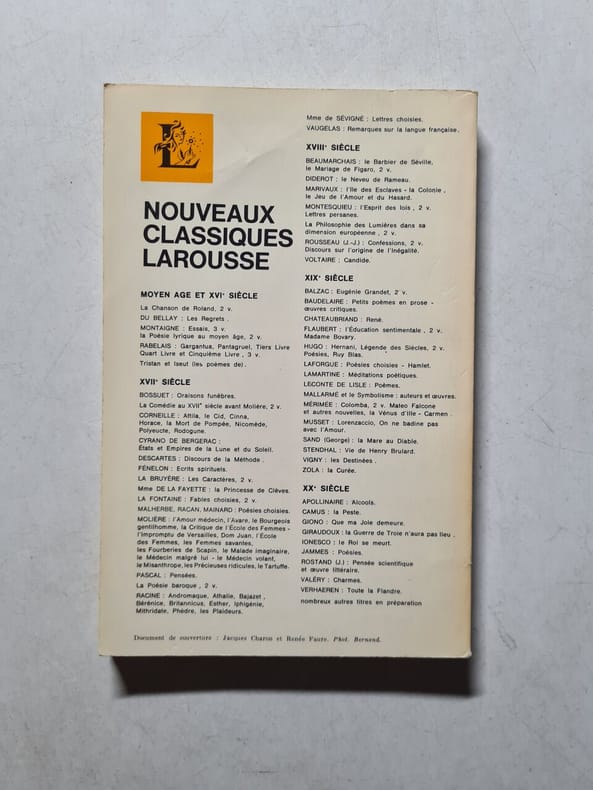 L
NOUVEAUX
CLASSIQUES
LAROUSSE
MOYEN AGE ET XVIe SIÈCLE
La Chanson de Roland, 2 v.
DU BELLAY : Les Regrets .
MONTAIGNE : Essais, 3 v.
la Poésie lyrique au moyen âge, 2 v.
RABELAIS : Gargantua, Pantagruel, Tiers Livre
Quart Livre et Cinquième Livre , 3 v.
Tristan et Iseut (les poèmes de).
XVIIe SIÈCLE
BOSSUET : Oraisons funèbres.
La Comédie au XVIIe siècle avant Molière, 2 v.
CORNEILLE : Attila, le Cid, Cinna,
Horace, la Mort de Pompée, Nicomède,
Polyeucte, Rodogune.
CYRANO DE BERGERAC :
États et Empires de la Lune et du Soleil.
DESCARTES : Discours de la Méthode .
FÉNELON : Ecrits spirituels.
LA BRUYÈRE : Les Caractères, 2 v.
Mme DE LA FAYETTE : la Princesse de Clèves.
LA FONTAINE : Fables choisies, 2 v.
MALHERBE, RACAN, MAINARD : Poésies choisies.
MOLIÈRE : l'Amour médecin, l'Avare, le Bourgeois
gentilhomme, la Critique de l'École des Femmes -
l'Impromptu de Versailles, Dom Juan, l'École
des Femmes, les Femmes savantes,
les Fourberies de Scapin, le Malade imaginaire,
le Médecin malgré lui - le Médecin volant,
le Misanthrope, les Précieuses ridicules, le Tartuffe.
PASCAL : Pensées.
La Poésie baroque , 2 v.
RACINE : Andromaque, Athalie, Bajazet ,
Bérénice, Britannicus, Esther, Iphigénie,
Mithridate, Phèdre, les Plaideurs.
Mme de SÉVIGNÉ : Lettres choisies.
VAUGELAS : Remarques sur la langue française.
XVIIIe SIÈCLE
BEAUMARCHAIS : le Barbier de Séville,
le Mariage de Figaro, 2 v.
DIDEROT : le Neveu de Rameau.
MARIVAUX : l'Ile des Esclaves - la Colonie ,
le Jeu de l'Amour et du Hasard.
MONTESQUIEU : l'Esprit des lois , 2 v.
Lettres persanes.
La Philosophie des Lumières dans sa
dimension européenne , 2 v.
ROUSSEAU (J.-J.) : Confessions, 2 v.
Discours sur l'origine de l'Inégalité.
VOLTAIRE : Candide.
XIXe SIÈCLE
BALZAC : Eugénie Grandet, 2 v.
BAUDELAIRE : Petits poèmes en prose -
œuvres critiques.
CHATEAUBRIAND : René.
FLAUBERT : l'Éducation sentimentale , 2 v.
Madame Bovary.
HUGO : Hernani, Légende des Siècles, 2 v.
Poésies, Ruy Blas.
LAFORGUE : Poésies choisies - Hamlet.
LAMARTINE : Méditations poétiques.
LECONTE DE LISLE : Poèmes.
MALLARMÉ et le Symbolisme : auteurs et œuvres.
MÉRIMÉE : Colomba, 2 v. Mateo Falcone
et autres nouvelles, la Vénus d'Ille - Carmen .
MUSSET : Lorenzaccio, On ne badine pas
avec l'Amour.
SAND (George) : la Mare au Diable.
STENDHAL : Vie de Henry Brulard.
VIGNY : les Destinées .
ZOLA : la Curée.
XXe SIÈCLE
APOLLINAIRE : Alcools.
CAMUS : la Peste.
GIONO : Que ma Joie demeure.
GIRAUDOUX : la Guerre de Troie n'aura pas lieu .
IONESCO : le Roi se meurt.
JAMMES : Poésies.
ROSTAND (J.) : Pensée scientifique
et œuvre littéraire.
VALÉRY : Charmes.
VERHAEREN : Toute la Flandre.
nombreux autres titres en préparation
Document de couverture : Jacques Charon et Renée Faure. Phot. Bernand.